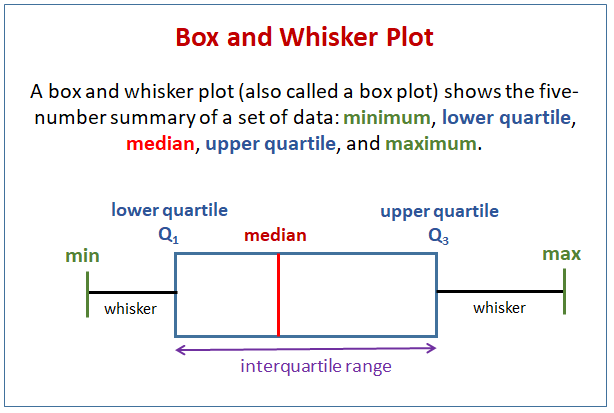 Box and Whisker Plot
A box and whisker plot (also called a box plot) shows the five-
number summary of a set of data: minimum, lower quartile,
median, upper quartile, and maximum.
lower quartile
Q1
median
upper quartile
Q3
min
max
whisker
whisker
interquartile range